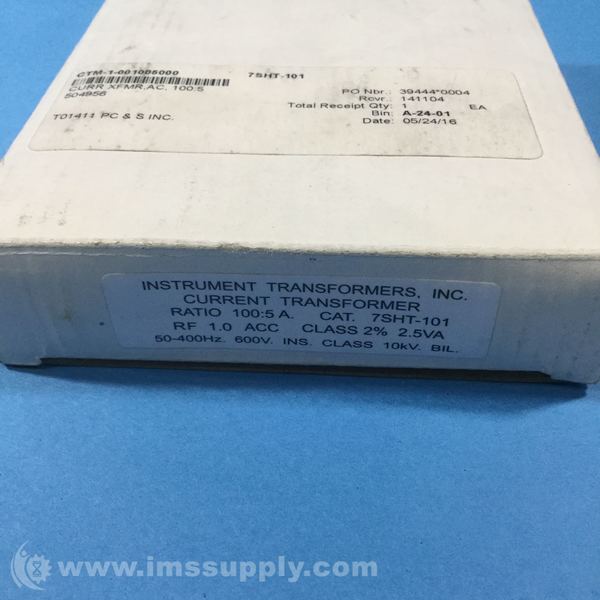 CTM-1-001005000 7SHT-101
CURR XFMR,AC, 100:5
504956
PO Nbr.: 39444*0004
Rcvr.: 141104
Total Receipt Qty: 1 EA
T01411 PC & S INC.
Bin: A-24-01
Date: 05/24/16
INSTRUMENT TRANSFORMERS, INC.
CURRENT TRANSFORMER
RATIO 100:5 A. CAT. 7SHT-101
RF 1.0 ACC CLASS 2% 2.5VA
50-400Hz. 600V. INS. CLASS 10kV. BIL.
www.imssupply.com